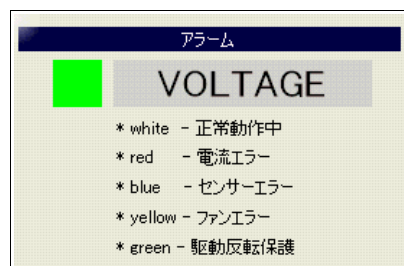 アラーム
VOLTAGE
* white - 正常動作中
* red - 電流エラー
* blue - センサーエラー
* yellow - ファンエラー
* green - 駆動反転保護